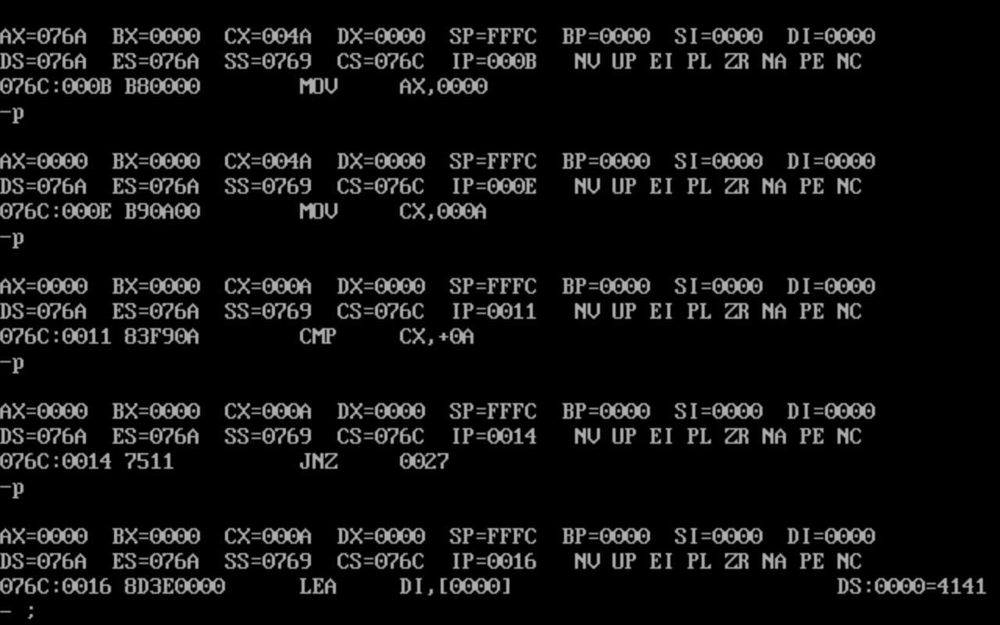 AX=076A  BX=0000  CX=004A  DX=0000  SP=FFFC  BP=0000  SI=0000  DI=0000
DS=076A  ES=076A  SS=0769  CS=076C  IP=000B   NV UP EI PL ZR NA PE NC
076C:000B B80000        MOV     AX,0000
-p
AX=0000  BX=0000  CX=004A  DX=0000  SP=FFFC  BP=0000  SI=0000  DI=0000
DS=076A  ES=076A  SS=0769  CS=076C  IP=000E   NV UP EI PL ZR NA PE NC
076C:000E B90A00        MOV     CX,000A
-p
AX=0000  BX=0000  CX=000A  DX=0000  SP=FFFC  BP=0000  SI=0000  DI=0000
DS=076A  ES=076A  SS=0769  CS=076C  IP=0011   NV UP EI PL ZR NA PE NC
076C:0011 83F90A        CMP     CX,+0A
-p
AX=0000  BX=0000  CX=000A  DX=0000  SP=FFFC  BP=0000  SI=0000  DI=0000
DS=076A  ES=076A  SS=0769  CS=076C  IP=0014   NV UP EI PL ZR NA PE NC
076C:0014 7511          JNZ     0027
-p
AX=0000  BX=0000  CX=000A  DX=0000  SP=FFFC  BP=0000  SI=0000  DI=0000
DS=076A  ES=076A  SS=0769  CS=076C  IP=0016   NV UP EI PL ZR NA PE NC
076C:0016 8D3E0000      LEA     DI,[0000]                          DS:0000=4141
- ;